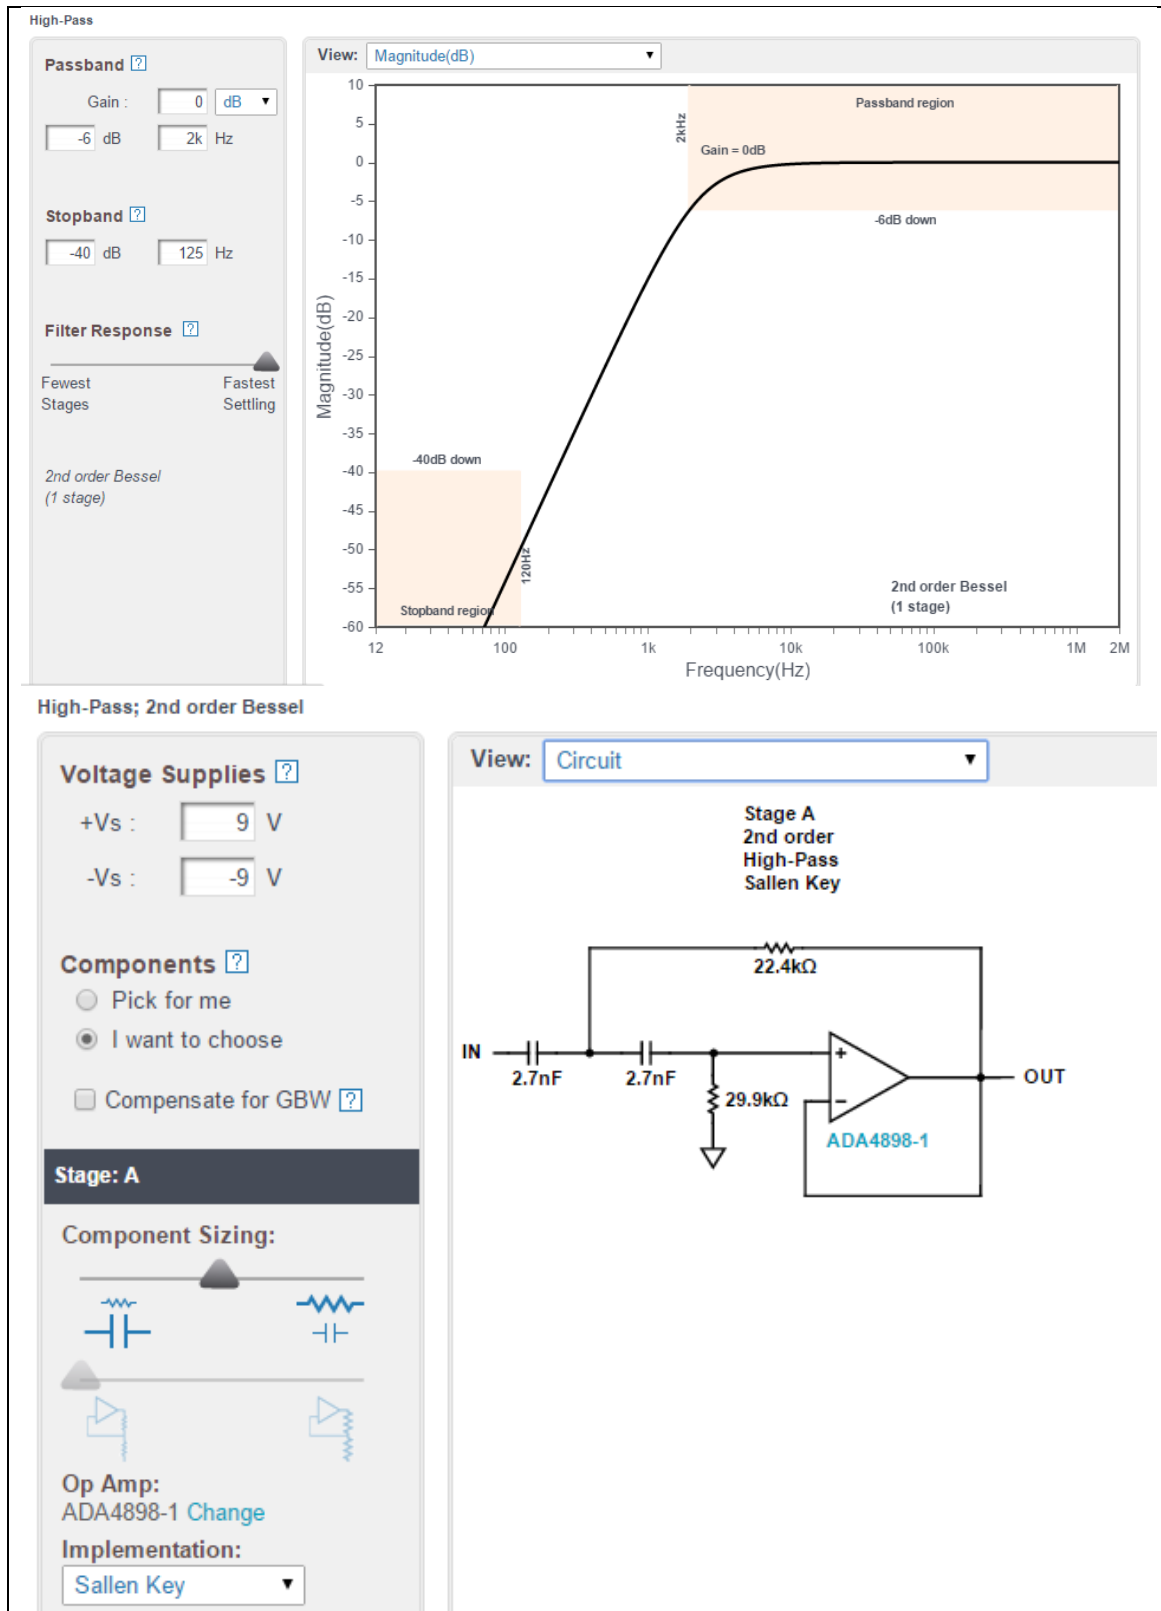 High-Pass
Passband ?
Gain : 0 dB
-6 dB 2k Hz
Stopband ?
-40 dB 125 Hz
Filter Response ?
Fewest Stages
Fastest Settling
2nd order Bessel
(1 stage)
View: Magnitude(dB)
10
5
0
-5
-10
-15
-20
-25
-30
-35
-40
-45
-50
-55
-60
Magnitude(dB)
2kHz
Passband region
Gain = 0dB
-6dB down
-40dB down
120Hz
Stopband region
2nd order Bessel
(1 stage)
12 100 1k 10k 100k 1M 2M
Frequency(Hz)
High-Pass; 2nd order Bessel
Voltage Supplies ?
+Vs : 9 V
-Vs : -9 V
Components ?
Pick for me
I want to choose
Compensate for GBW ?
Stage: A
Component Sizing:
Op Amp:
ADA4898-1 Change
Implementation:
Sallen Key
View: Circuit
Stage A
2nd order
High-Pass
Sallen Key
22.4kΩ
IN
2.7nF
2.7nF
29.9kΩ
+
−
ADA4898-1
OUT